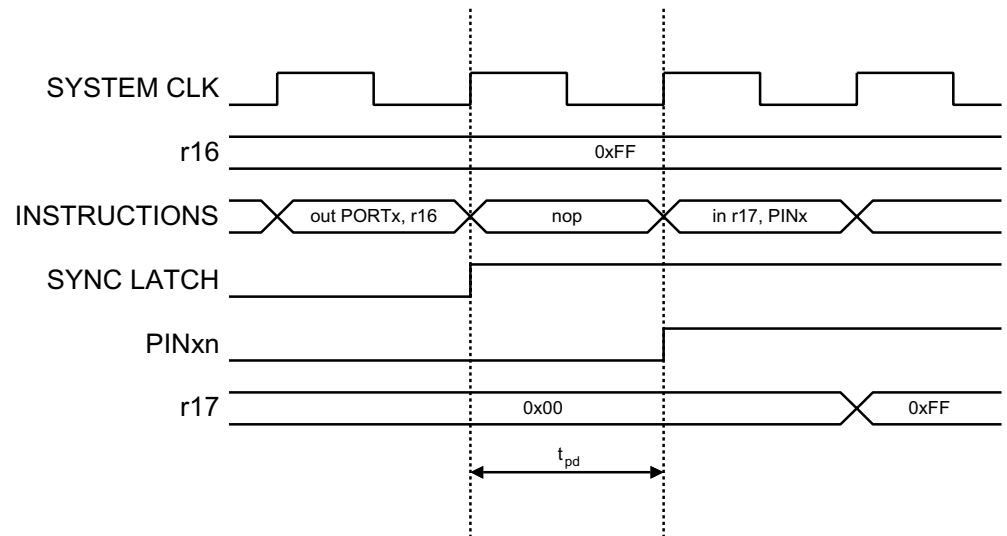 SYSTEM CLK
r16 0xFF
INSTRUCTIONS out PORTx, r16 nop in r17, PINx
SYNC LATCH
PINxn
r17 0x00 0xFF
tpd